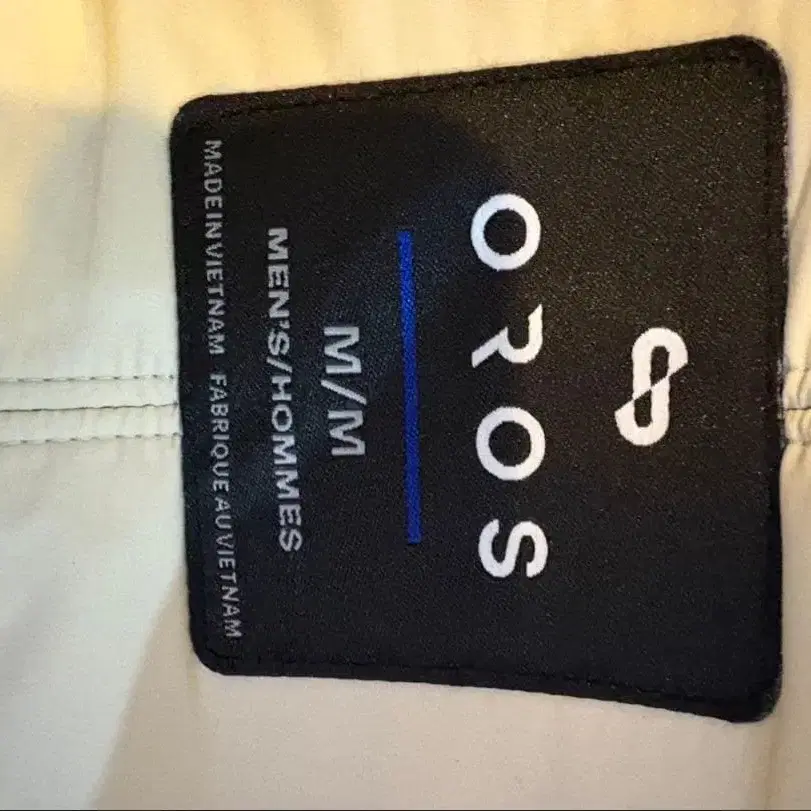 OROS
M/M
MEN'S/HOMMES
MADE IN VIETNAM FABRIQUE AU VIETNAM